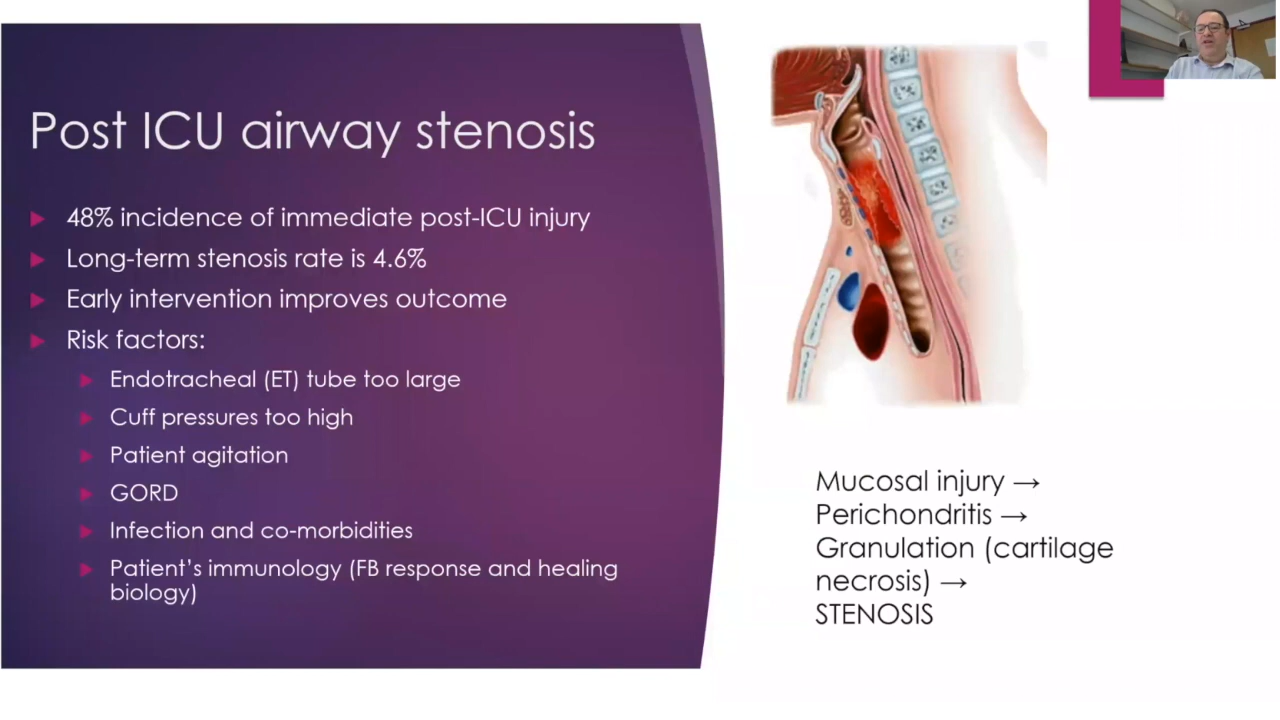 Post ICU airway stenosis
48% incidence of immediate post-ICU injury
Long-term stenosis rate is 4.6%
Early intervention improves outcome
Risk factors:
Endotracheal (ET) tube too large
Cuff pressures too high
Patient agitation
GORD
Infection and co-morbidities
Patient's immunology (FB response and healing
biology)
Mucosal injury →
Perichondritis →
Granulation (cartilage
necrosis) →
STENOSIS